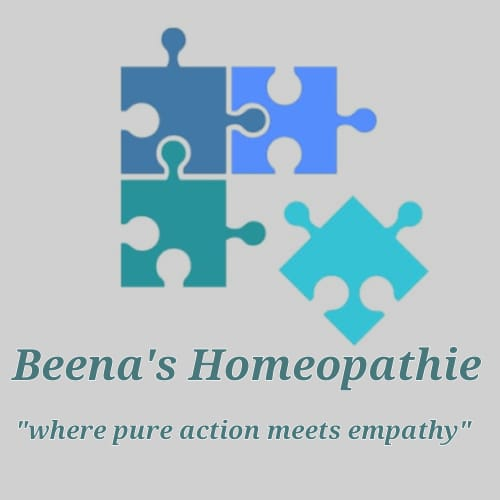 Beena's Homeopathie
"where pure action meets empathy"